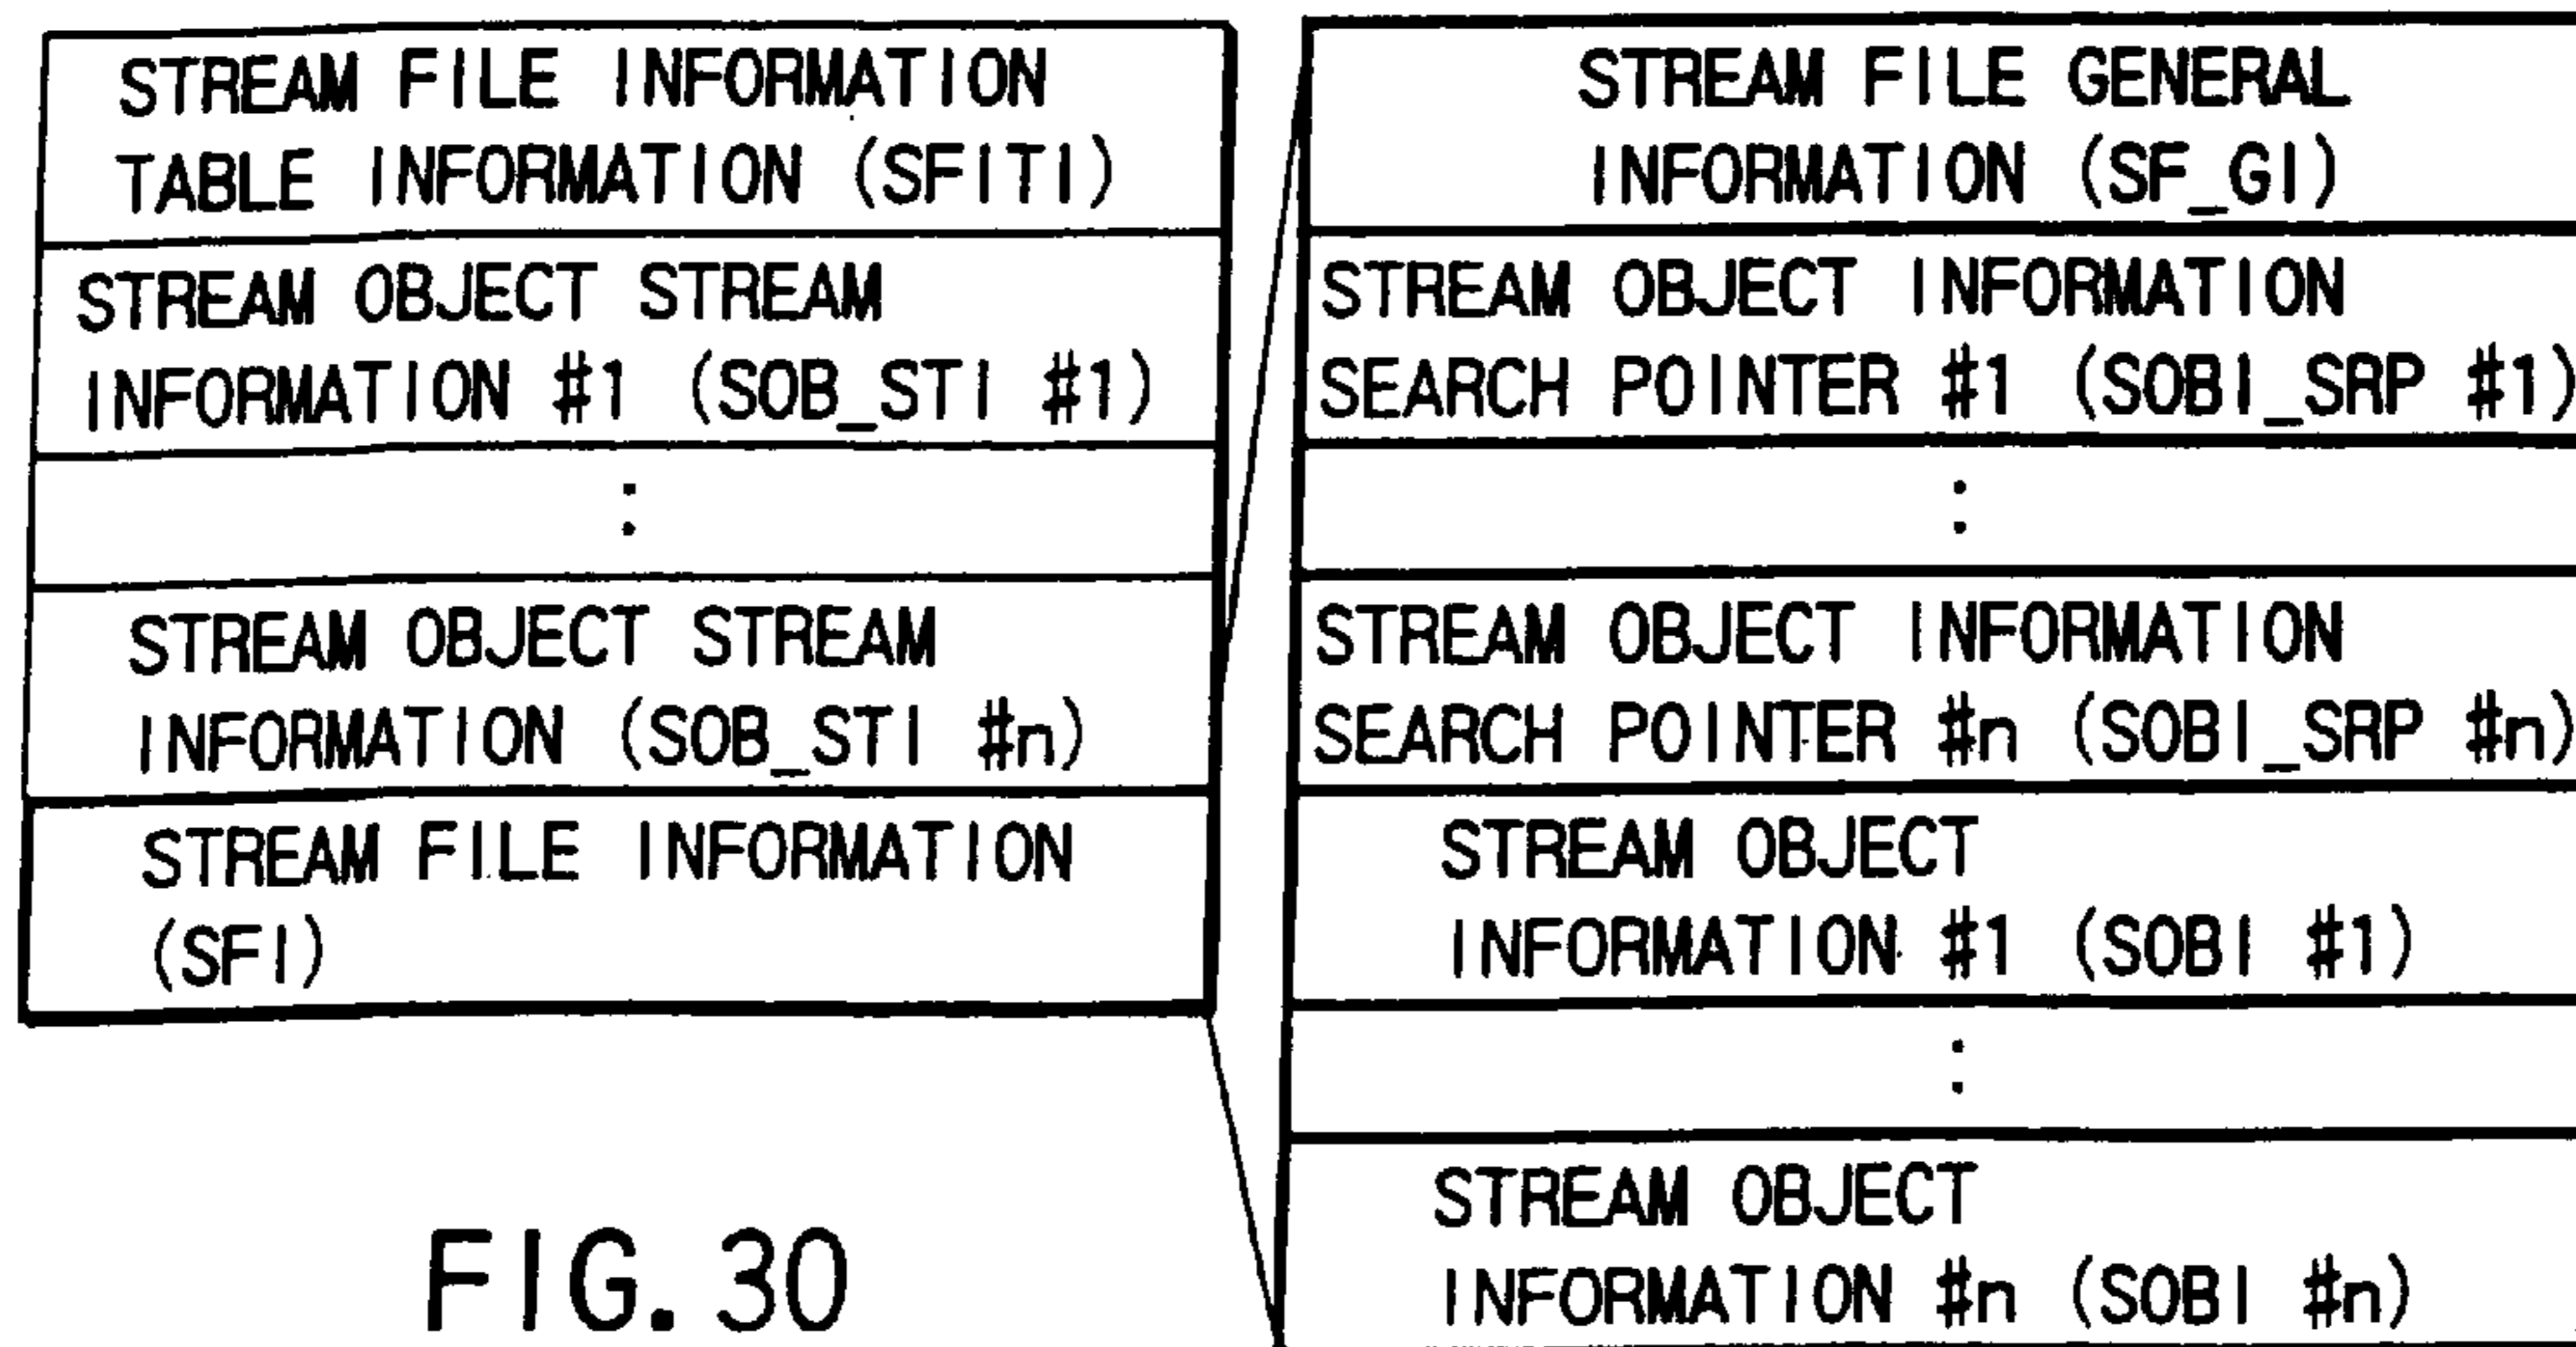 STREAM FILE INFORMATION
TABLE INFORMATION (SFITI)
STREAM OBJECT STREAM
INFORMATION #1 (SOB_STI #1)
:
STREAM OBJECT STREAM
INFORMATION (SOB_STI #n)
STREAM FILE INFORMATION
(SFI)
STREAM FILE GENERAL
INFORMATION (SF_GI)
STREAM OBJECT INFORMATION
SEARCH POINTER #1 (SOBI_SRP #1)
:
STREAM OBJECT INFORMATION
SEARCH POINTER #n (SOBI_SRP #n)
STREAM OBJECT
INFORMATION #1 (SOBI #1)
:
STREAM OBJECT
INFORMATION #n (SOBI #n)
FIG. 30